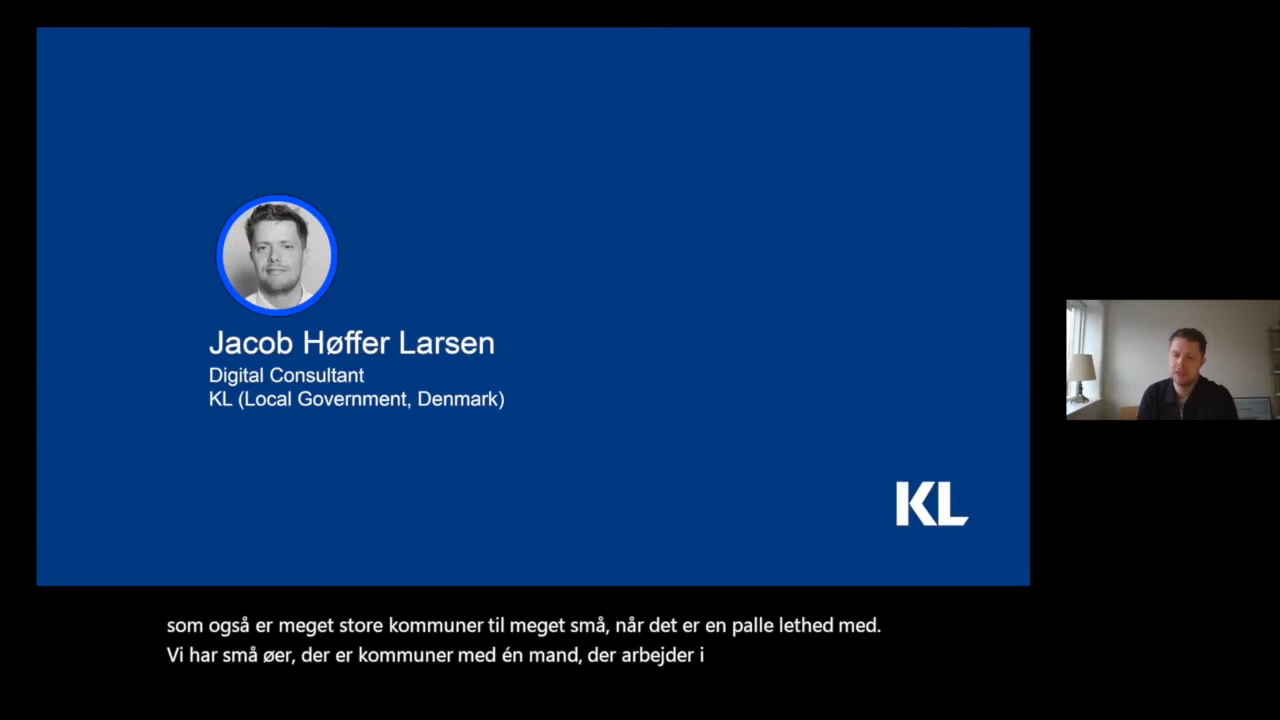 Jacob Høffer Larsen
Digital Consultant
KL (Local Government, Denmark)
KL
som også er meget store kommuner til meget små, når det er en palle lethed med.
Vi har små øer, der er kommuner med én mand, der arbejder i